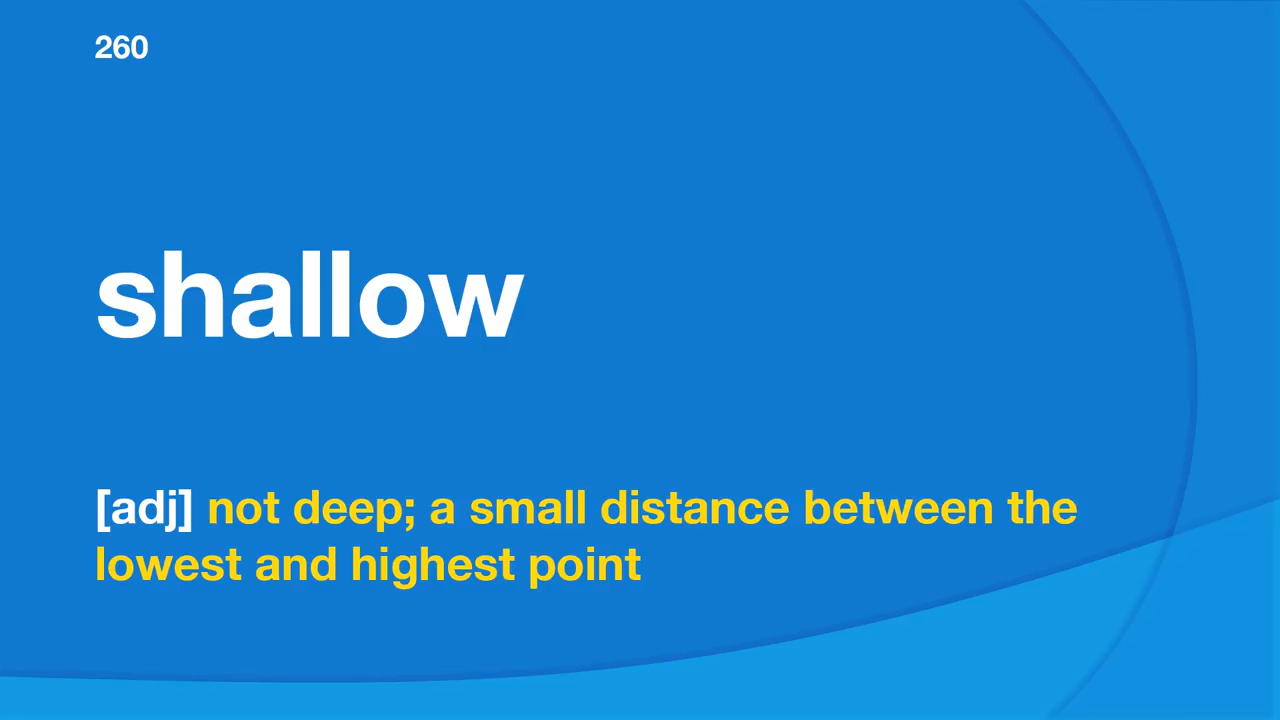 260
shallow
[adj] not deep; a small distance between the
lowest and highest point